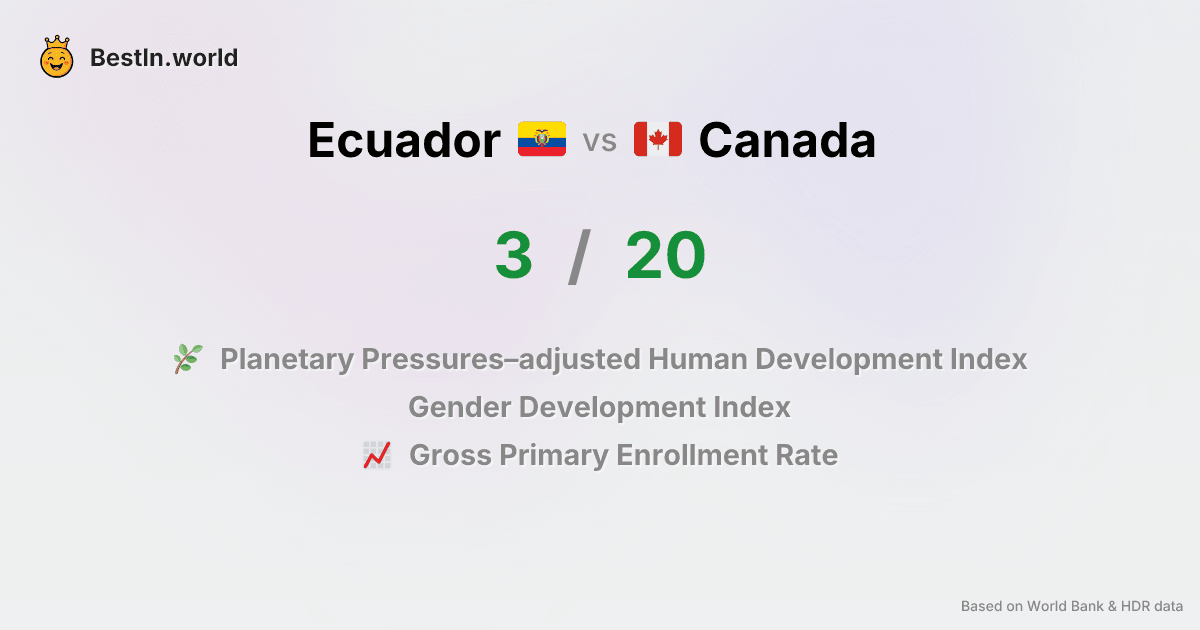 BestIn.world
Ecuador vs Canada
3 / 20
Planetary Pressures–adjusted Human Development Index
Gender Development Index
Gross Primary Enrollment Rate
Based on World Bank & HDR data